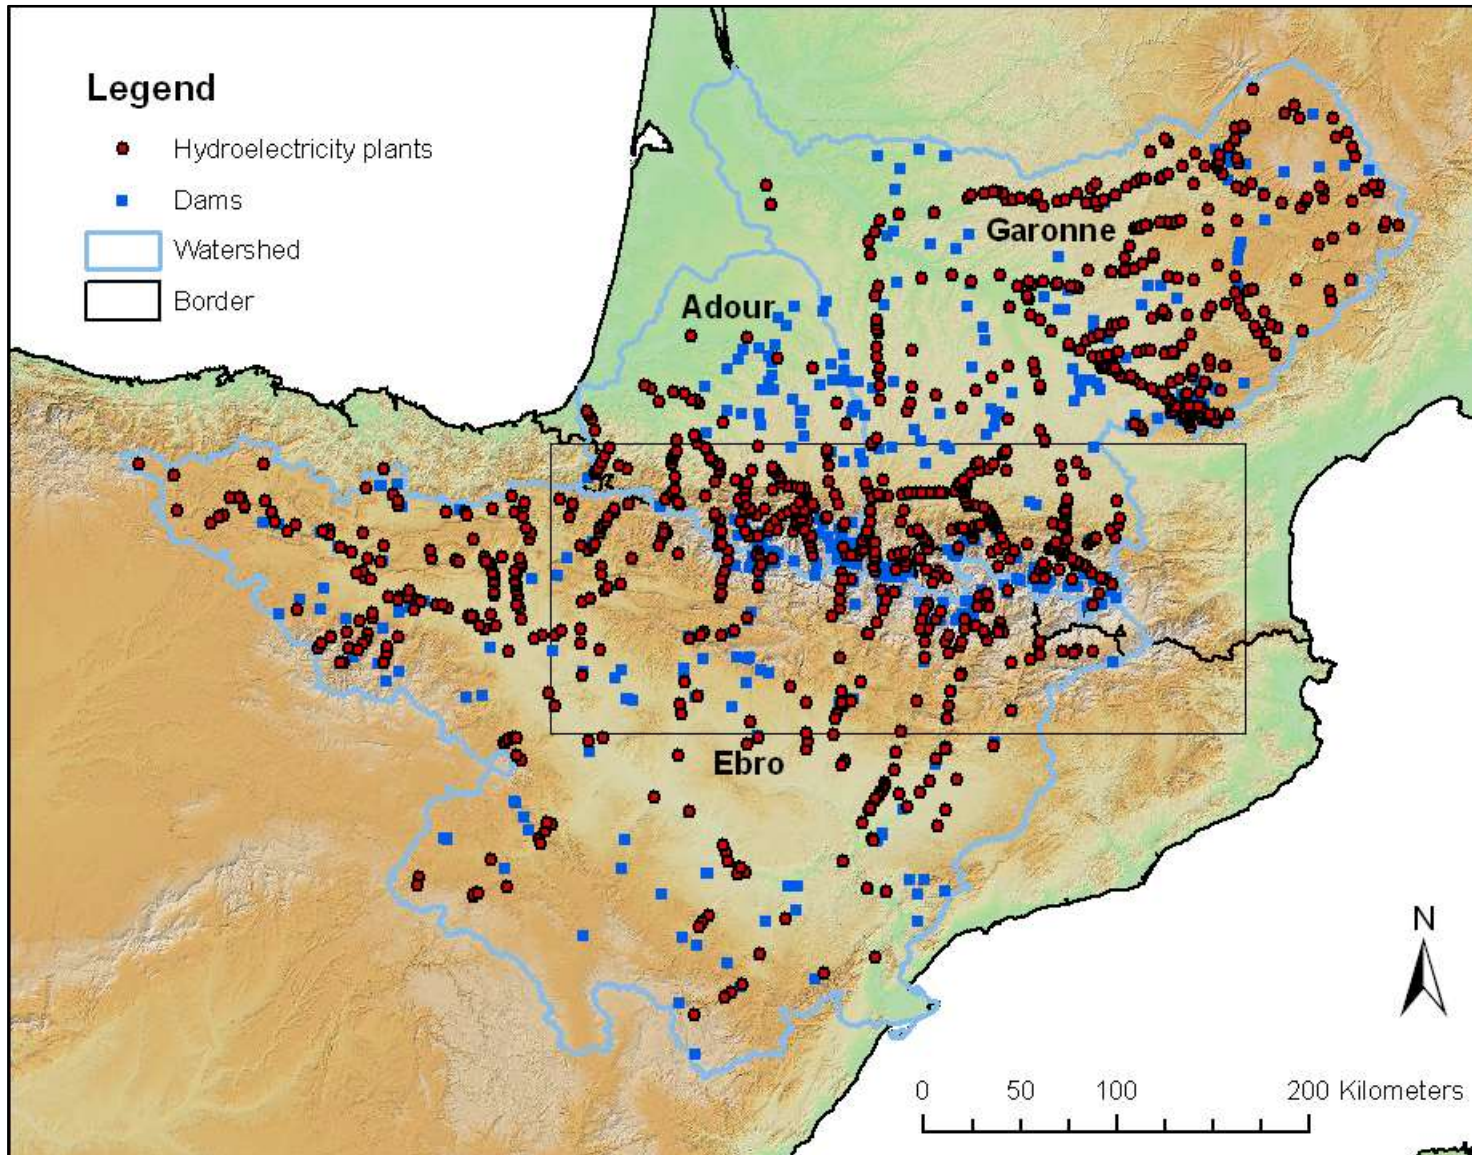 Legend
Hydroelectricity plants
Dams
Watershed
Border
Garonne
Adour
Ebro
N
0 50 100 200 Kilometers